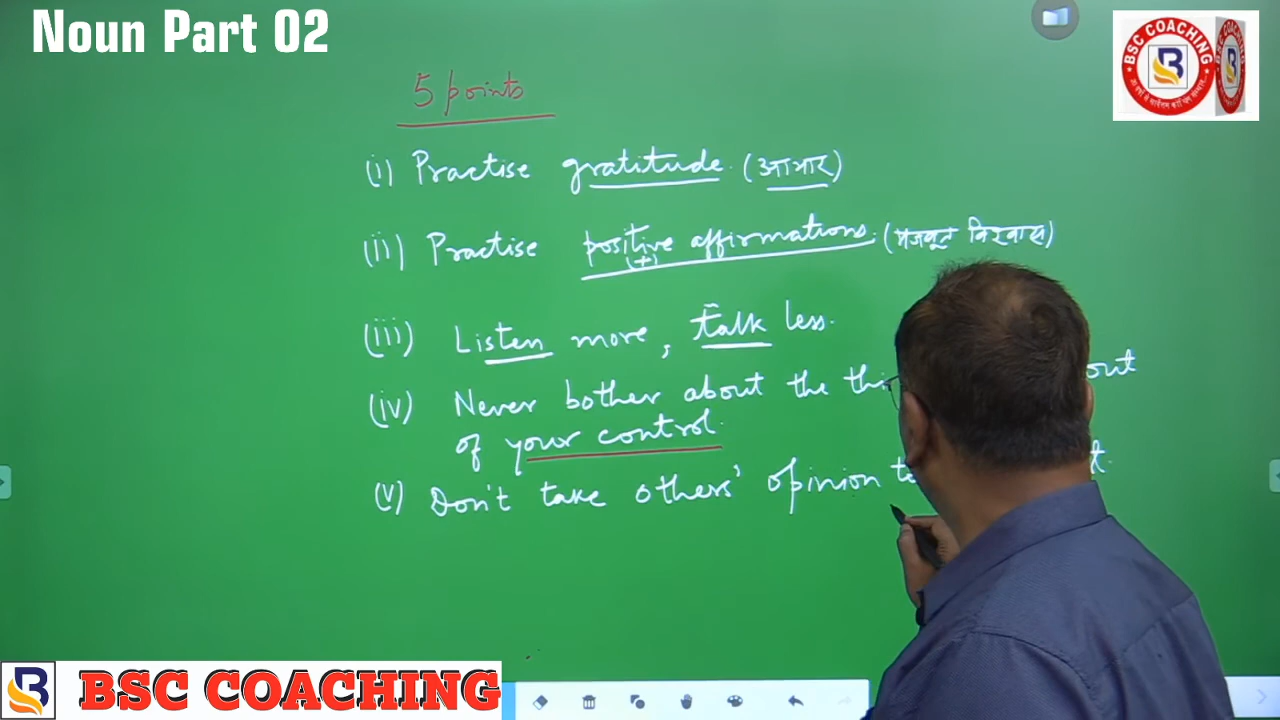 Noun Part 02
BSC COACHING
5 points
(i) Practise gratitude. (आभार)
(ii) Practise positive affirmations. (मजबूत विश्वास)
(+)
(iii) Listen more, talk less.
(iv) Never bother about the out
of your control.
(v) Don't take others' opinion
BSC COACHING